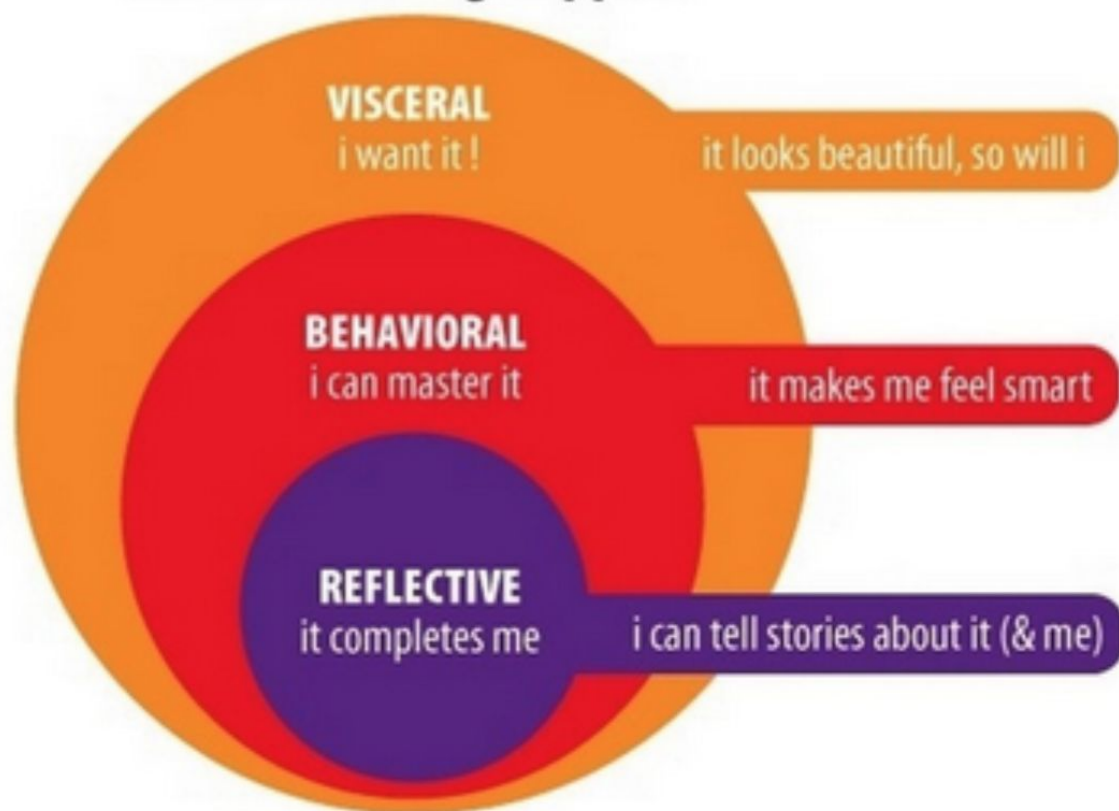 VISCERAL
i want it !
it looks beautiful, so will i
BEHAVIORAL
i can master it
it makes me feel smart
REFLECTIVE
it completes me
i can tell stories about it (& me)